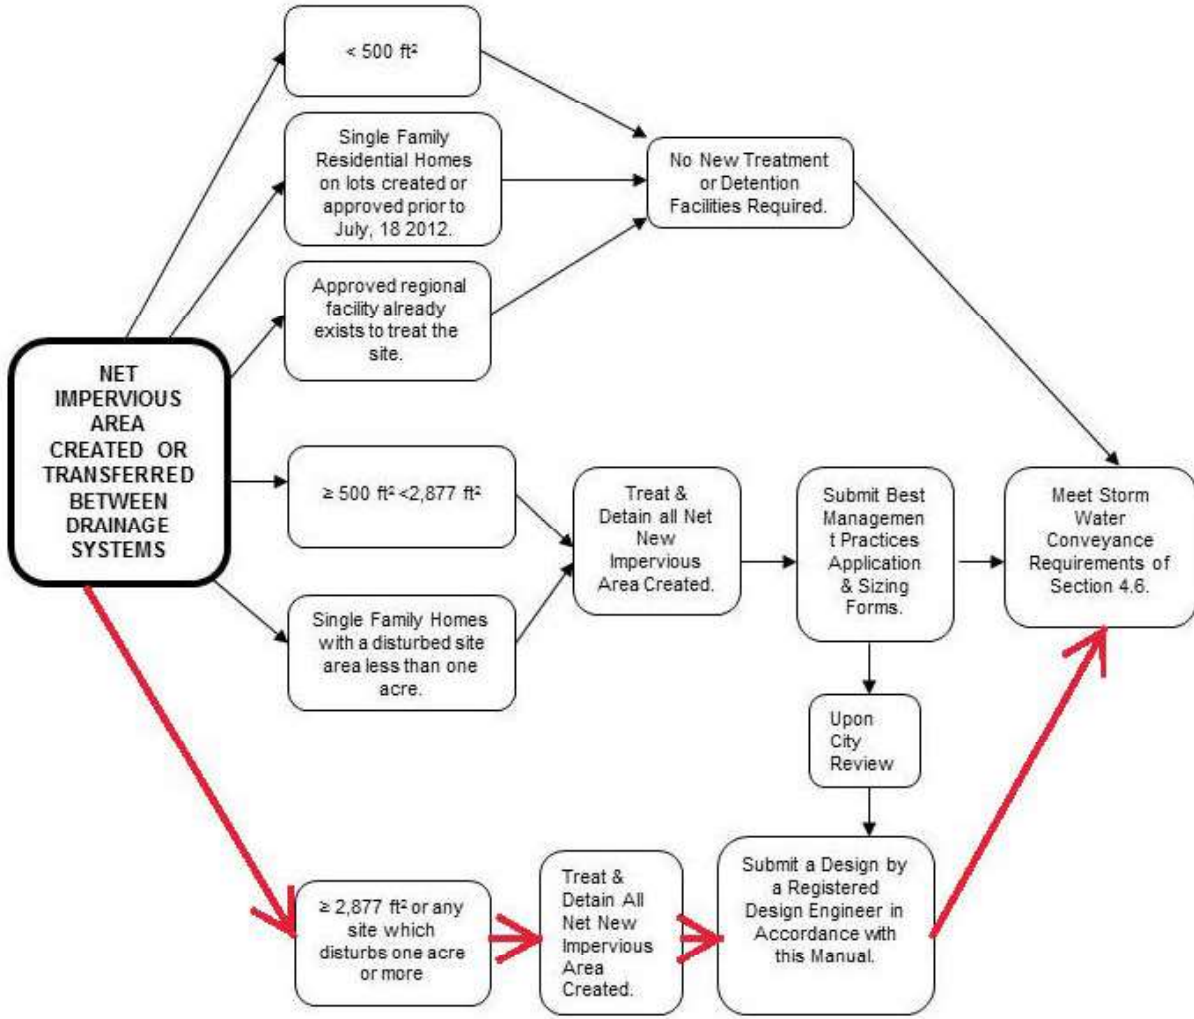 < 500 ft²
Single Family
Residential Homes
on lots created or
approved prior to
July, 18 2012.
No New Treatment
or Detention
Facilities Required.
Approved regional
facility already
exists to treat the
site.
NET
IMPERVIOUS
AREA
CREATED OR
TRANSFERRED
BETWEEN
DRAINAGE
SYSTEMS
≥ 500 ft² <2,877 ft²
Treat &
Detain all Net
New
Impervious
Area Created.
Submit Best
Managemen
t Practices
Application
& Sizing
Forms.
Meet Storm
Water
Conveyance
Requirements of
Section 4.6.
Single Family Homes
with a disturbed site
area less than one
acre.
Upon
City
Review
≥ 2,877 ft² or any
site which
disturbs one acre
or more
Treat &
Detain All
Net New
Impervious
Area
Created.
Submit a Design by
a Registered
Design Engineer in
Accordance with
this Manual.